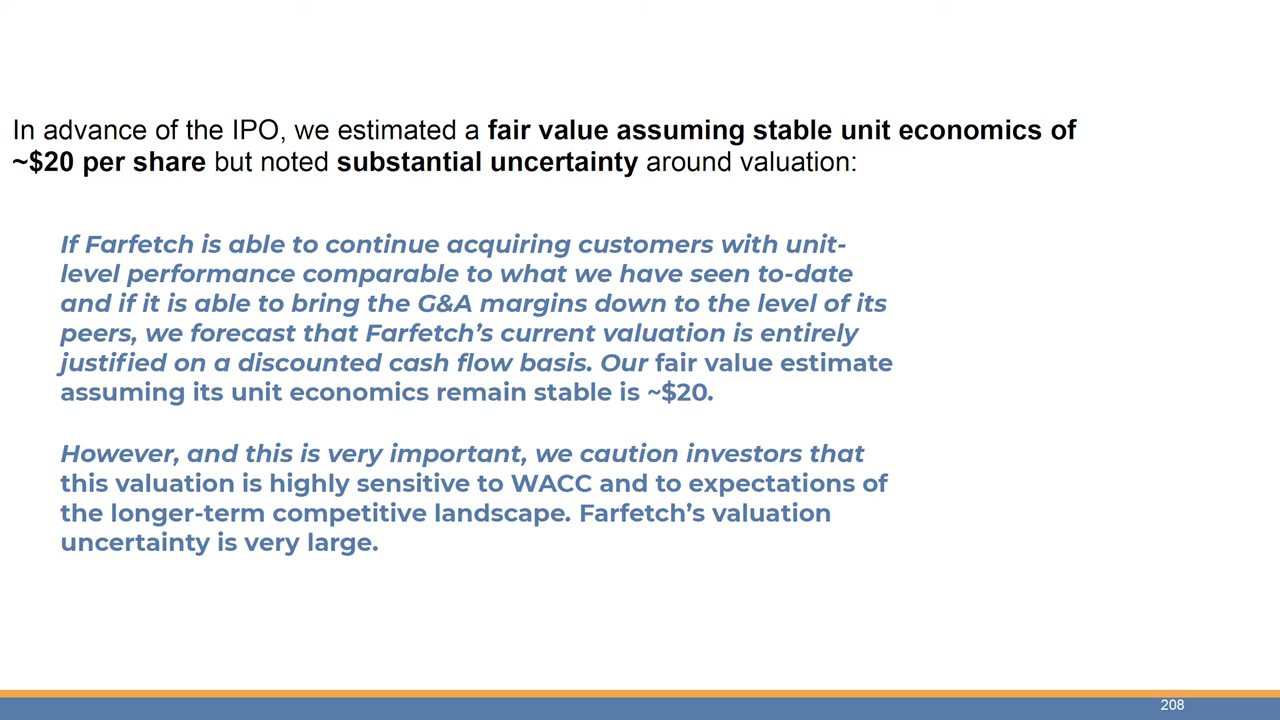 In advance of the IPO, we estimated a fair value assuming stable unit economics of
~$20 per share but noted substantial uncertainty around valuation:
If Farfetch is able to continue acquiring customers with unit-
level performance comparable to what we have seen to-date
and if it is able to bring the G&A margins down to the level of its
peers, we forecast that Farfetch’s current valuation is entirely
justified on a discounted cash flow basis. Our fair value estimate
assuming its unit economics remain stable is ~$20.
However, and this is very important, we caution investors that
this valuation is highly sensitive to WACC and to expectations of
the longer-term competitive landscape. Farfetch’s valuation
uncertainty is very large.
208